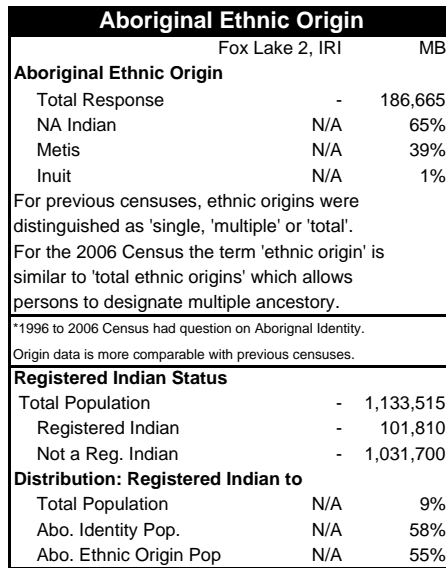 Aboriginal Ethnic Origin
Fox Lake 2, IRI MB
Aboriginal Ethnic Origin
Total Response - 186,665
NA Indian N/A 65%
Metis N/A 39%
Inuit N/A 1%
For previous censuses, ethnic origins were
distinguished as 'single, 'multiple' or 'total'.
For the 2006 Census the term 'ethnic origin' is
similar to 'total ethnic origins' which allows
persons to designate multiple ancestory.
*1996 to 2006 Census had question on Aborignal Identity.
Origin data is more comparable with previous censuses.
Registered Indian Status
Total Population - 1,133,515
Registered Indian - 101,810
Not a Reg. Indian - 1,031,700
Distribution: Registered Indian to
Total Population N/A 9%
Abo. Identity Pop. N/A 58%
Abo. Ethnic Origin Pop N/A 55%